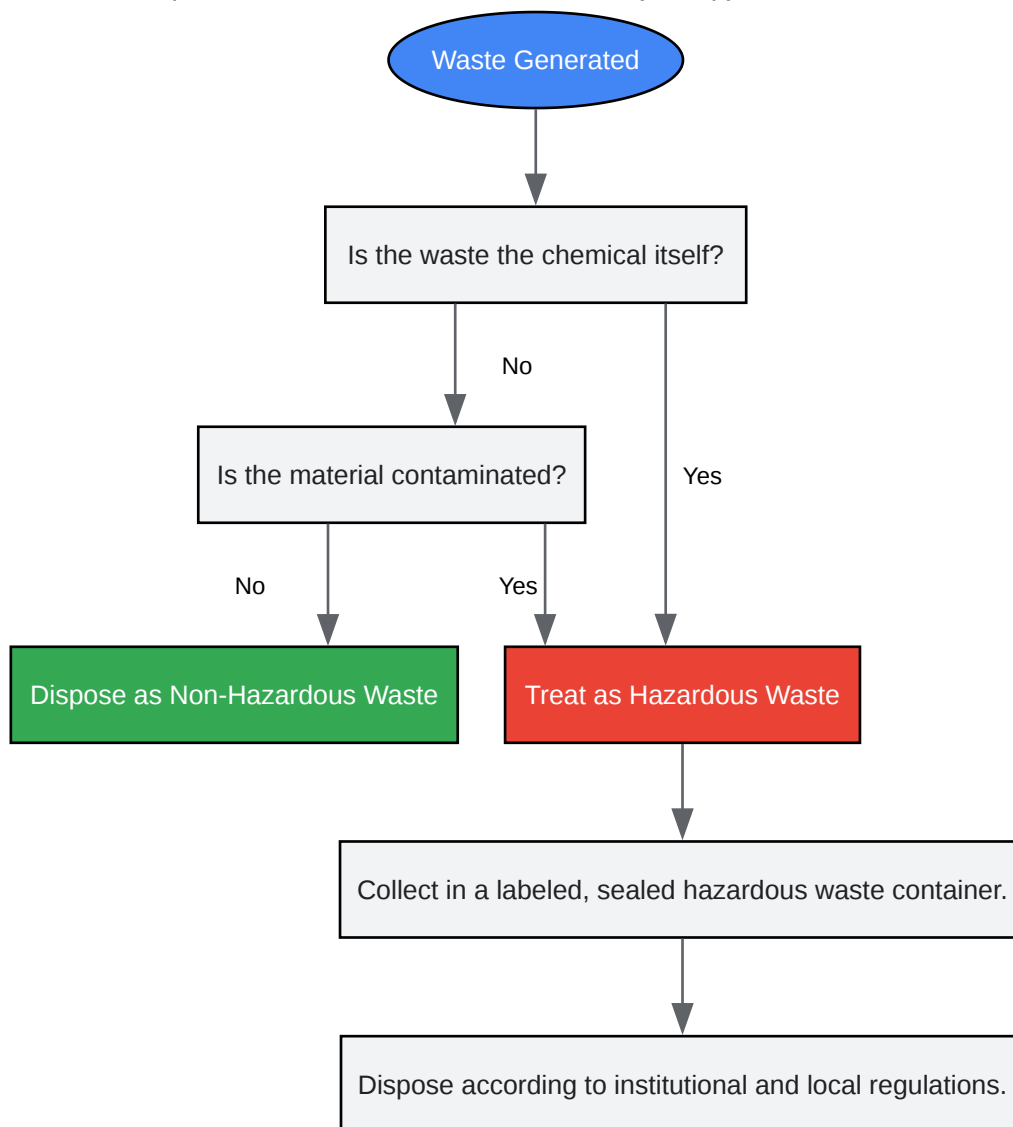 Waste Generated
Is the waste the chemical itself?
No
Is the material contaminated?
Yes
No
Yes
Dispose as Non-Hazardous Waste
Treat as Hazardous Waste
Collect in a labeled, sealed hazardous waste container.
Dispose according to institutional and local regulations.